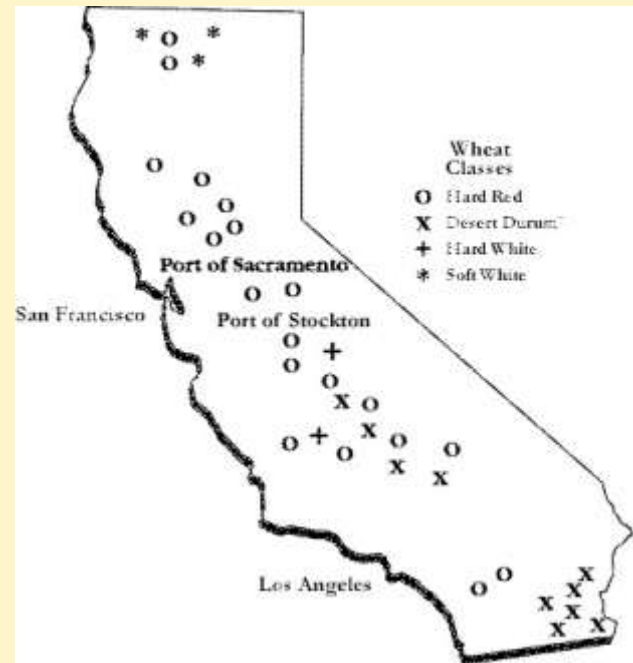 Wheat
Classes
O Hard Red
X Desert Durum"
+ Hard White
* Soft White
Port of Sacramento
San Francisco
Port of Stockton
Los Angeles